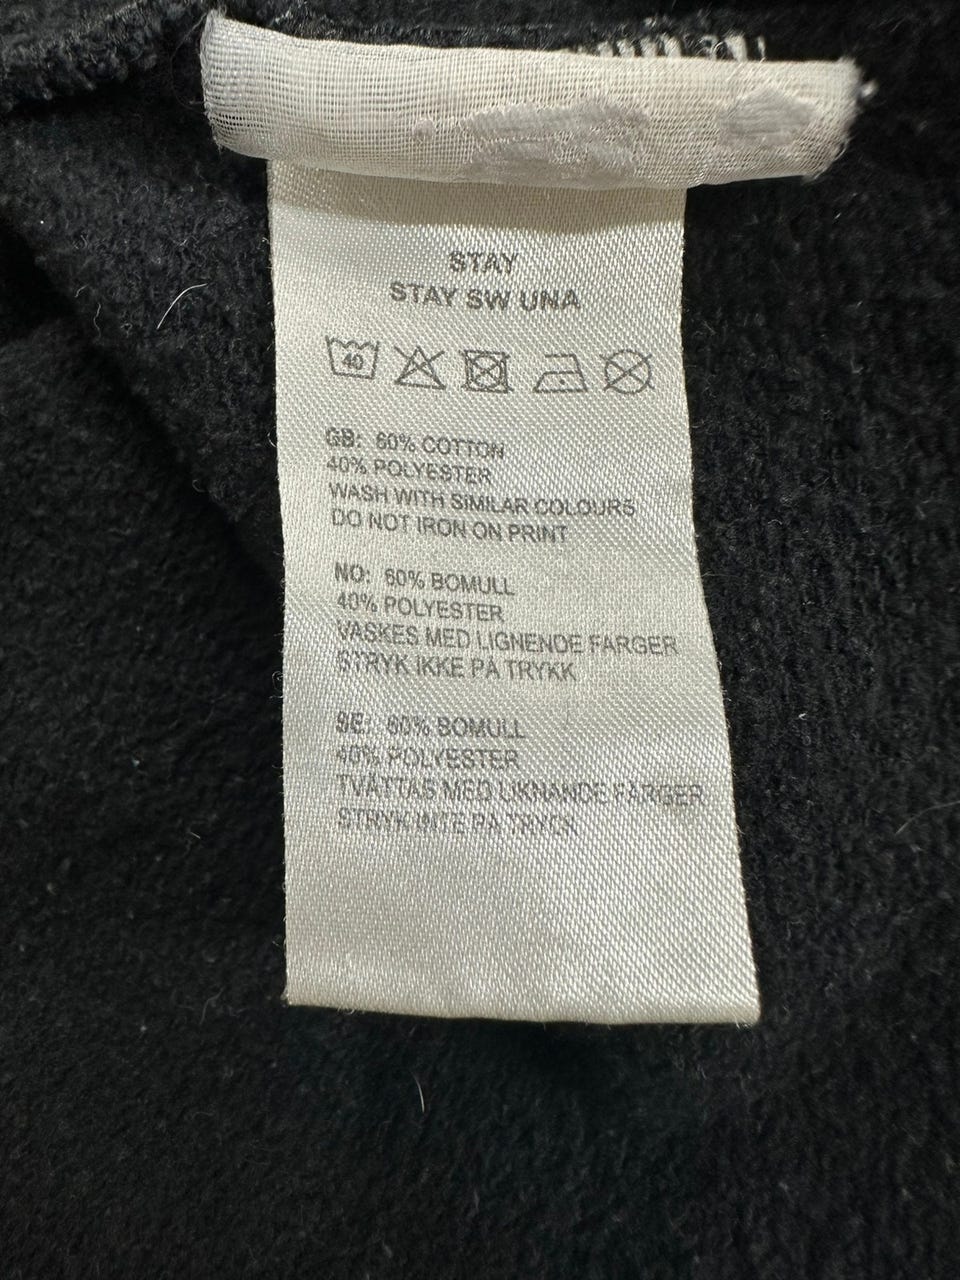 STAY
STAY SW UNA
40
GB: 60% COTTON
40% POLYESTER
WASH WITH SIMILAR COLOURS
DO NOT IRON ON PRINT
NO: 60% BOMULL
40% POLYESTER
VASKES MED LIGNENDE FARGER
STRYK IKKE PÅ TRYKK
SE: 60% BOMULL
40% POLYESTER
TVÄTTAS MED LIKNANDE FÄRGER
STRYK INTE PÅ TRYCK